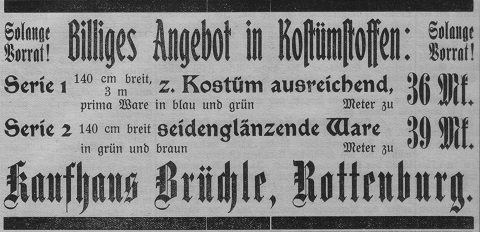 Solange Vorrat! Billiges Angebot in Kostümstoffen: Solange Vorrat!
Serie 1 140 cm breit, 3 m z. Kostüm ausreichend, 36 Mk.
prima Ware in blau und grün Meter zu
Serie 2 140 cm breit seidenglänzende Ware 39 Mk.
in grün und braun Meter zu
Kaufhaus Brüchle, Rottenburg.